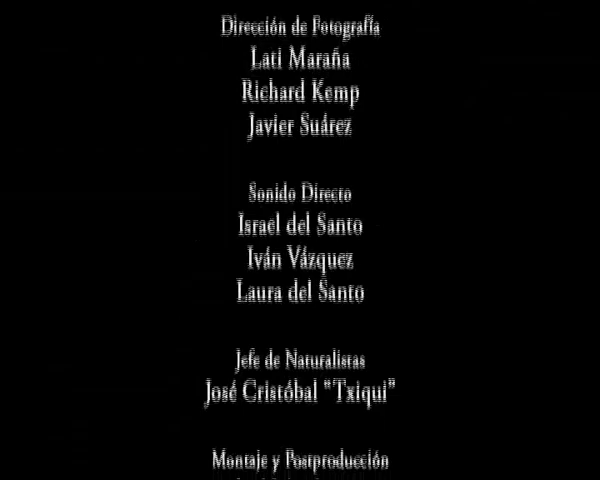 Dirección de Fotografía
Lati Maraña
Richard Kemp
Javier Suárez
Sonido Directo
Israel del Santo
Iván Vázquez
Laura del Santo
Jefe de Naturalistas
José Cristóbal "Txiqui"
Montaje y Postproducción